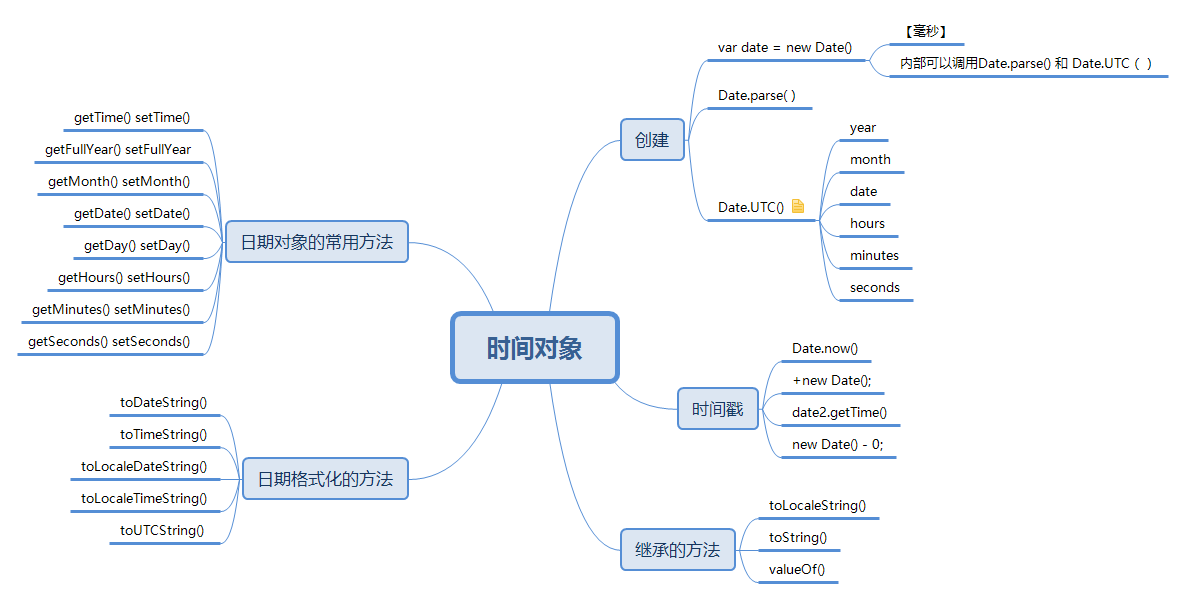 时间对象
创建
var date = new Date()
【毫秒】
内部可以调用Date.parse() 和 Date.UTC（ ）
Date.parse( )
Date.UTC()
year
month
date
hours
minutes
seconds
时间戳
Date.now()
+new Date();
date2.getTime()
new Date() - 0;
继承的方法
toLocaleString()
toString()
valueOf()
日期对象的常用方法
getTime() setTime()
getFullYear() setFullYear
getMonth() setMonth()
getDate() setDate()
getDay() setDay()
getHours() setHours()
getMinutes() setMinutes()
getSeconds() setSeconds()
日期格式化的方法
toDateString()
toTimeString()
toLocaleDateString()
toLocaleTimeString()
toUTCString()